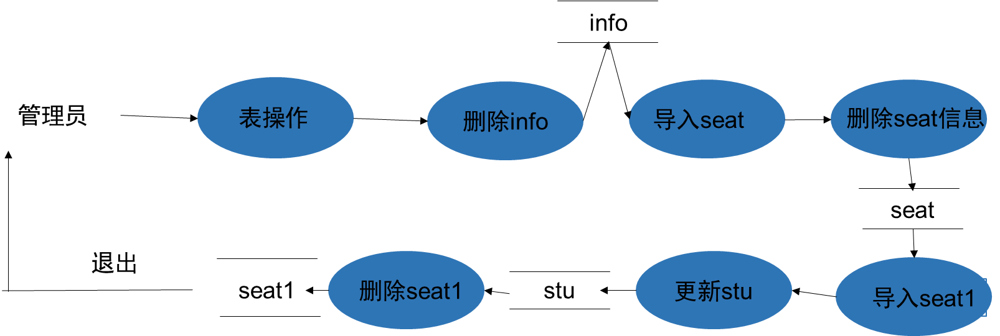 info
管理员
表操作
删除info
导入seat
删除seat信息
seat
退出
seat1
删除seat1
stu
更新stu
导入seat1